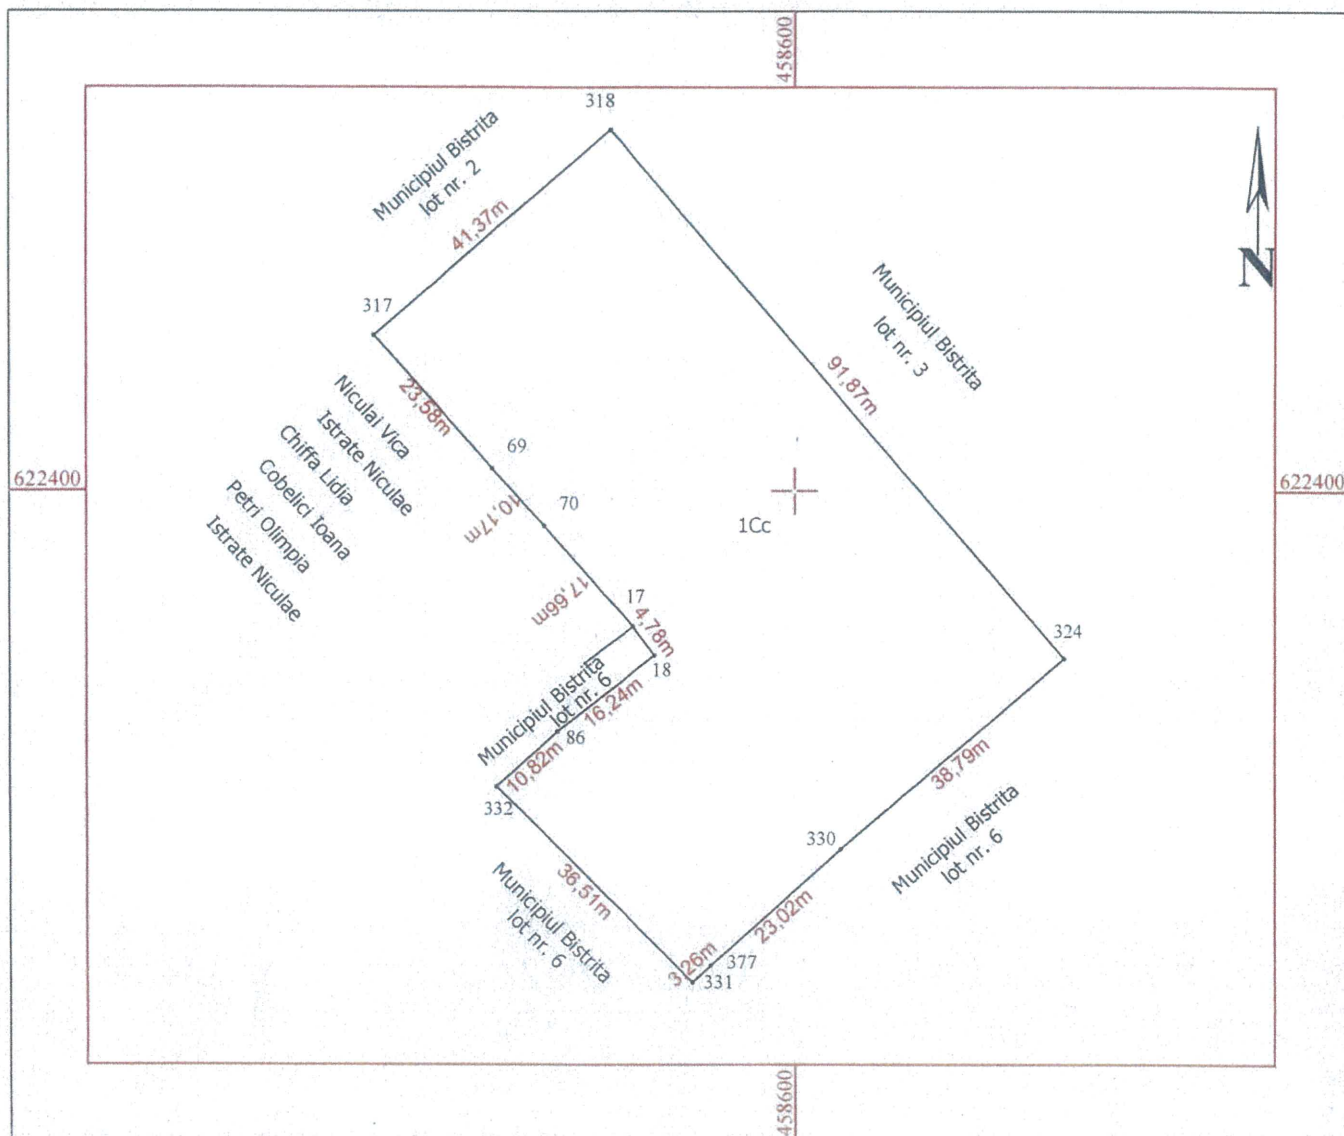 458600
318
Municipiul Bistrita
lot nr. 2
41,37m
N
Municipiul Bistrita
lot nr. 3
317
91,87m
23,58m
Niculai Vica
Istrate Niculae
Chiffa Lidia
Cobelici Ioana
Petri Olimpia
Istrate Niculae
69
622400
622400
10,17m
70
1Cc
17,66m
17
4,78m
324
18
Municipiul Bistrita
lot nr. 6
16,24m
86
10,82m
332
38,79m
Municipiul Bistrita
lot nr. 6
330
36,51m
Municipiul Bistrita
lot nr. 6
23,02m
377
3,26m
331
458600